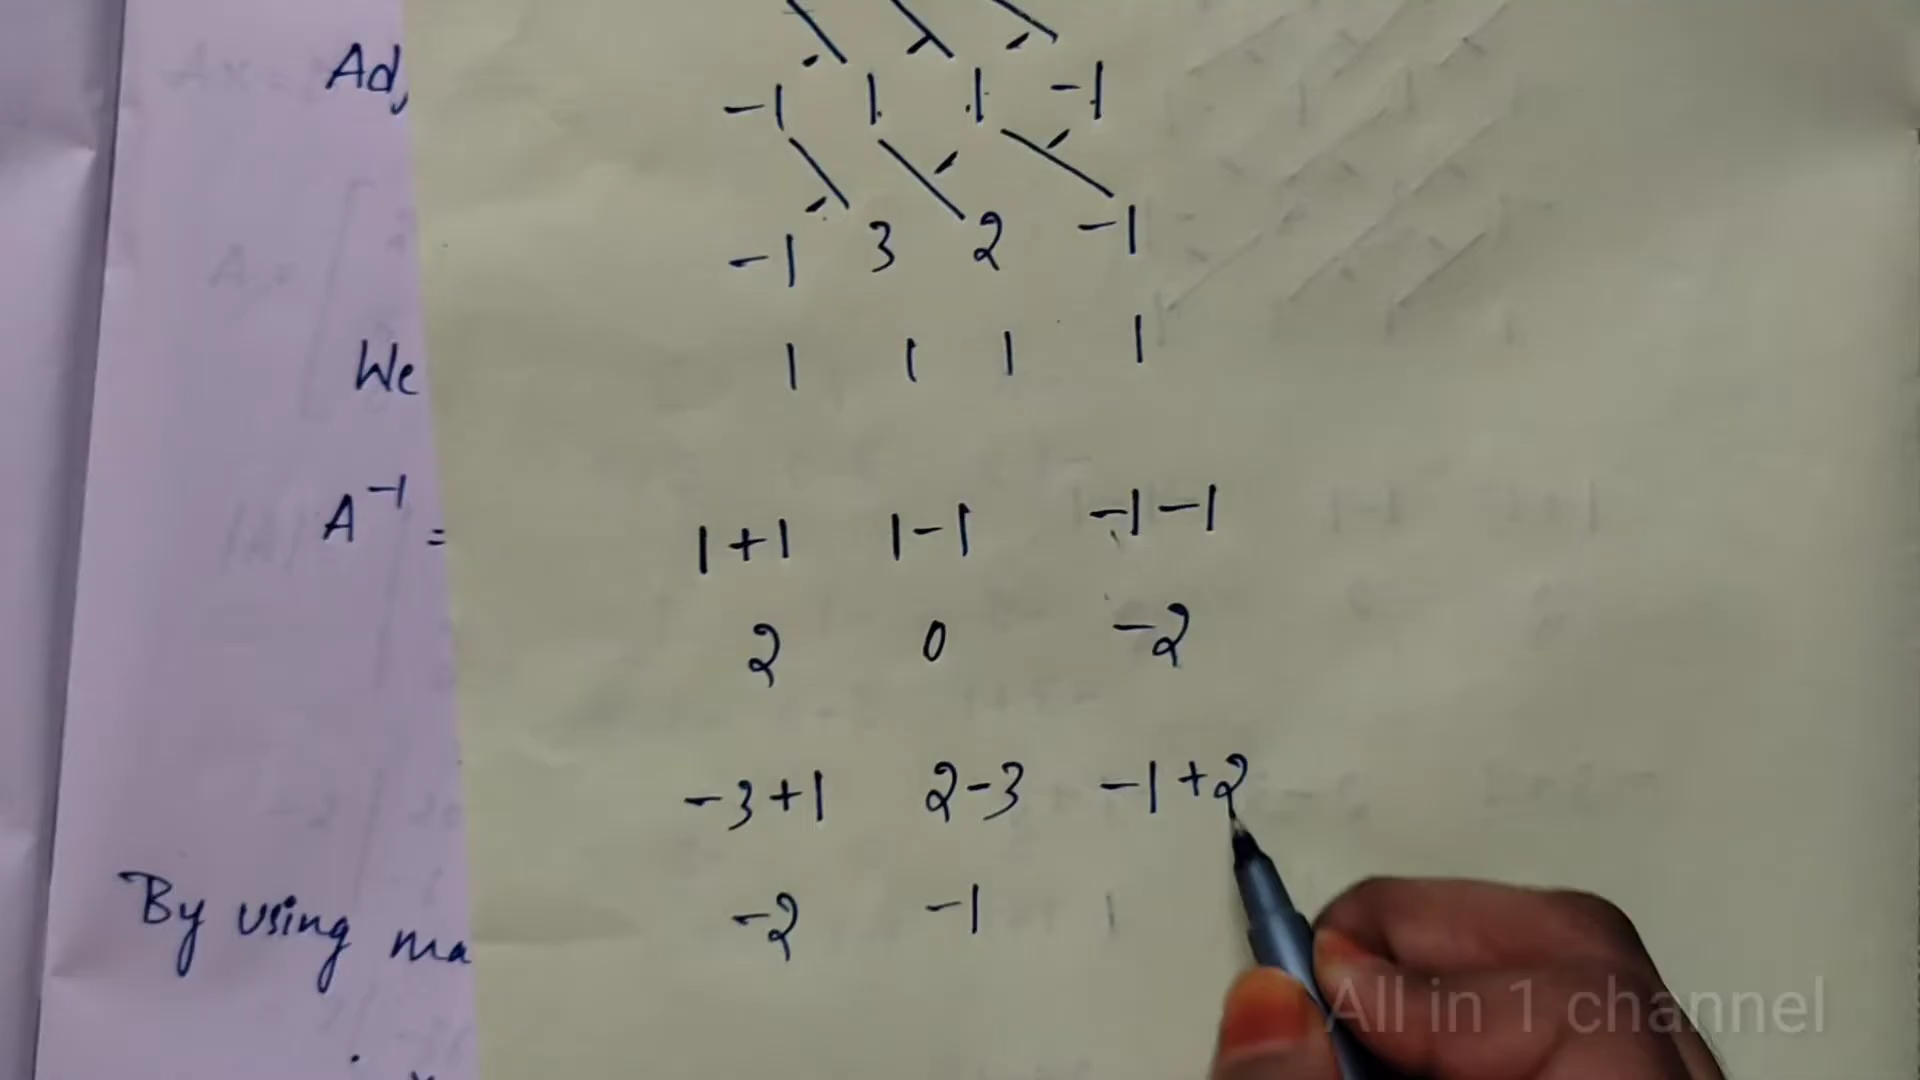 Ad
-1 1 1 -1
-1 3 2 -1
We
1 1 1 1
A⁻¹ =
1+1 1-1 -1-1
2 0 -2
-3+1 2-3 -1+2
-2 -1
By using ma
All in 1 channel